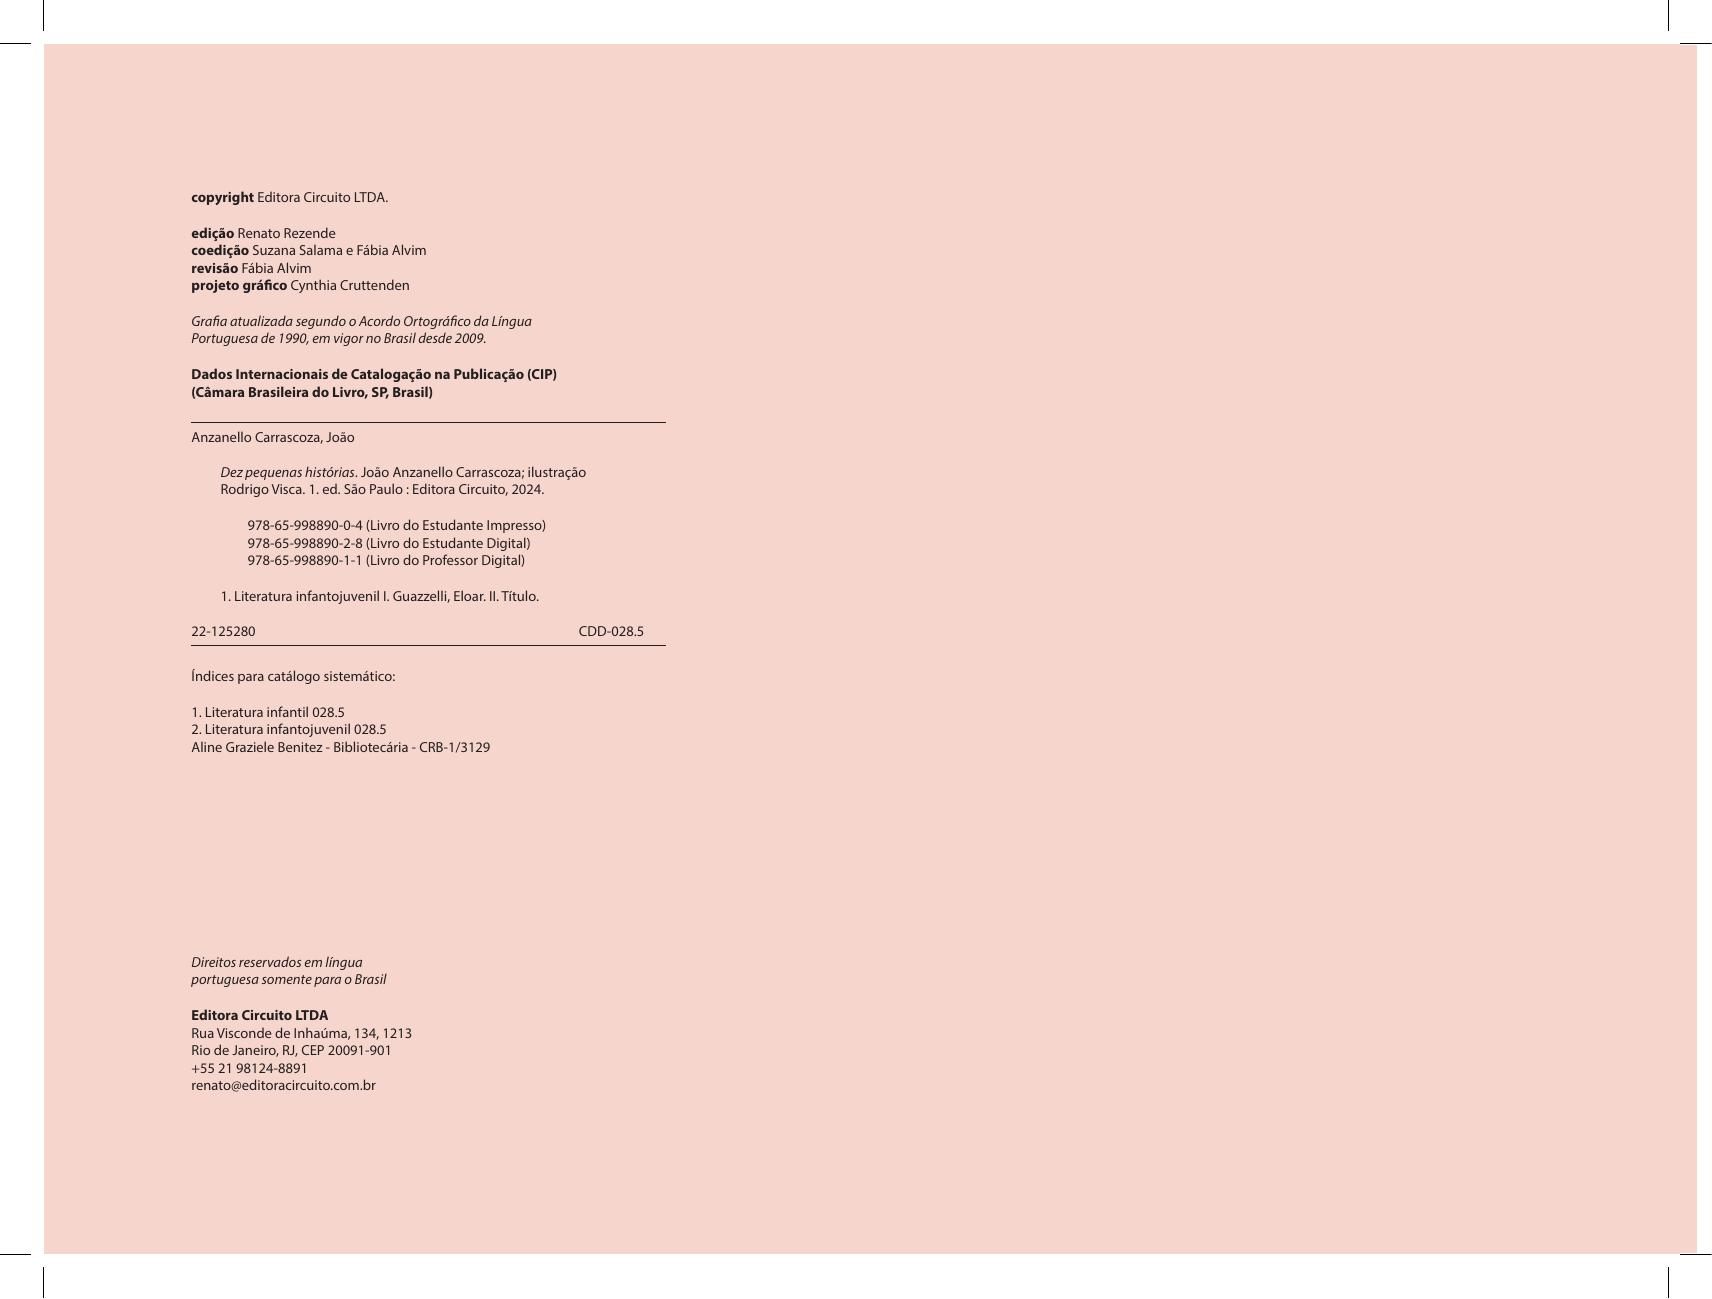 copyright Editora Circuito LTDA.
edição Renato Rezende
coedição Suzana Salama e Fábia Alvim
revisão Fábia Alvim
projeto gráfico Cynthia Cruttenden
Grafia atualizada segundo o Acordo Ortográfico da Língua
Portuguesa de 1990, em vigor no Brasil desde 2009.
Dados Internacionais de Catalogação na Publicação (CIP)
(Câmara Brasileira do Livro, SP, Brasil)
Anzanello Carrascoza, João
Dez pequenas histórias. João Anzanello Carrascoza; ilustração
Rodrigo Visca. 1. ed. São Paulo : Editora Circuito, 2024.
978-65-998890-0-4 (Livro do Estudante Impresso)
978-65-998890-2-8 (Livro do Estudante Digital)
978-65-998890-1-1 (Livro do Professor Digital)
1. Literatura infantojuvenil I. Guazzelli, Eloar. II. Título.
22-125280 CDD-028.5
Índices para catálogo sistemático:
1. Literatura infantil 028.5
2. Literatura infantojuvenil 028.5
Aline Graziele Benitez - Bibliotecária - CRB-1/3129
Direitos reservados em língua
portuguesa somente para o Brasil
Editora Circuito LTDA
Rua Visconde de Inhaúma, 134, 1213
Rio de Janeiro, RJ, CEP 20091-901
+55 21 98124-8891
renato@editoracircuito.com.br